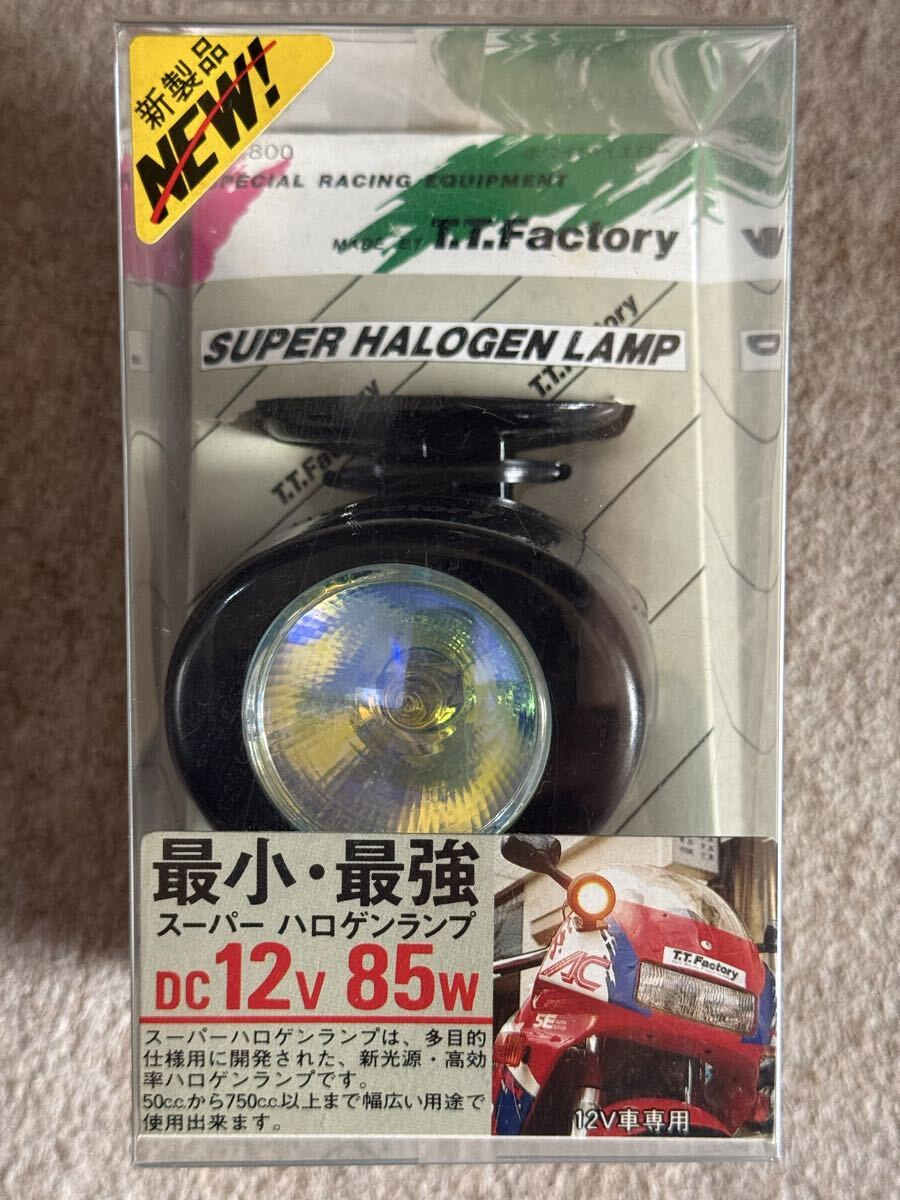 新製品
NEW!
800
SPECIAL RACING EQUIPMENT
MADE BY T.T.Factory
SUPER HALOGEN LAMP
T.T.Factory
最小・最強
スーパー ハロゲンランプ
DC12V 85W
スーパーハロゲンランプは、多目的
仕様用に開発された、新光源・高効
率ハロゲンランプです。
50c.c.から750c.c.以上まで幅広い用途で
使用出来ます。
AC
T.T.Factory
SE
12V車専用